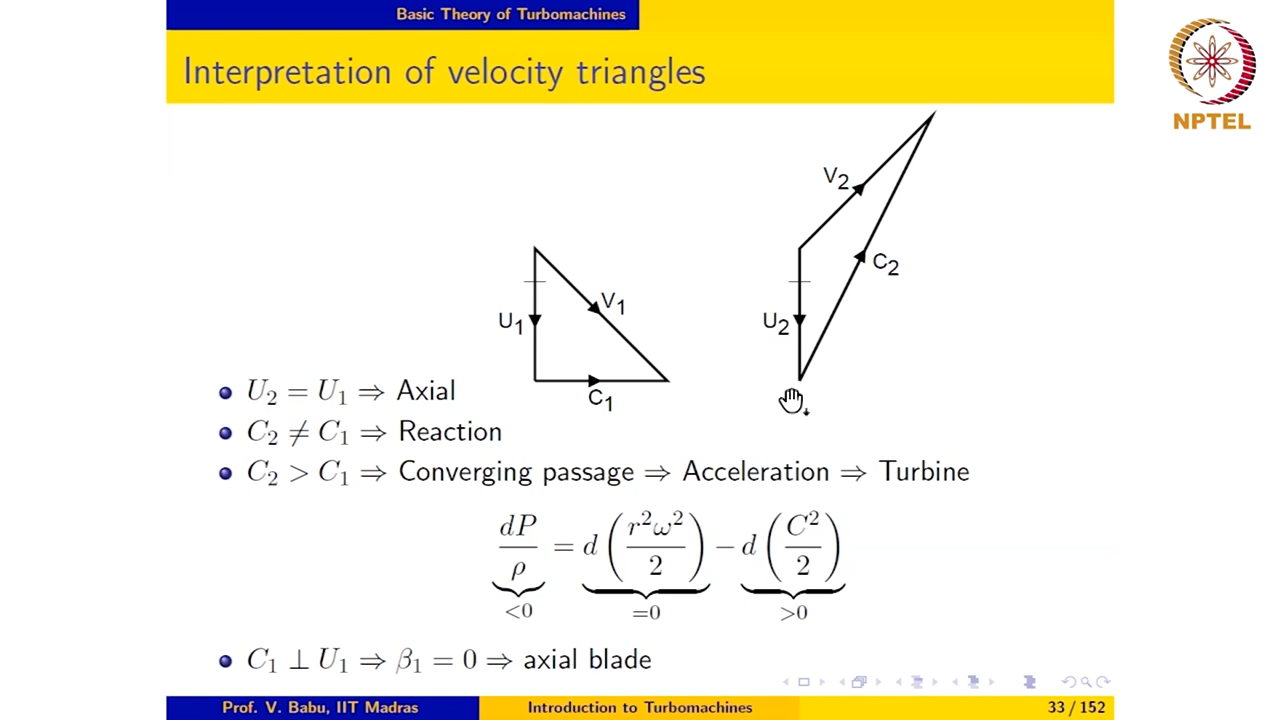 Basic Theory of Turbomachines
Interpretation of velocity triangles
NPTEL
V2
V1
U1
C1
C2
U2
U₂ = U₁ ⇒ Axial
C₂ ≠ C₁ ⇒ Reaction
C₂ > C₁ ⇒ Converging passage ⇒ Acceleration ⇒ Turbine
dP/ρ = d(r²ω²/2) − d(C²/2)
<0 =0 >0
C₁ ⊥ U₁ ⇒ β₁ = 0 ⇒ axial blade
Prof. V. Babu, IIT Madras Introduction to Turbomachines 33 / 152